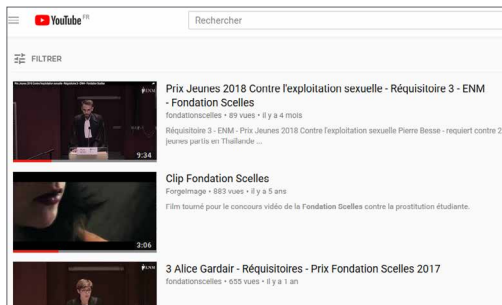 YouTube FR
Rechercher
FILTRER
Prix Jeunes 2018 Contre l'exploitation sexuelle - Réquisitoire 3 - ENM
- Fondation Scelles
fondationscelles • 89 vues • il y a 4 mois
Réquisitoire 3 - ENM - Prix Jeunes 2018 Contre l'exploitation sexuelle Pierre Besse - requiert contre 2
jeunes partis en Thaïlande ...
9:34
Clip Fondation Scelles
Forgeimage • 883 vues • il y a 5 ans
Film tourné pour le concours vidéo de la Fondation Scelles contre la prostitution étudiante.
3:06
3 Alice Gardair - Réquisitoires - Prix Fondation Scelles 2017
fondationscelles • 655 vues • il y a 1 an